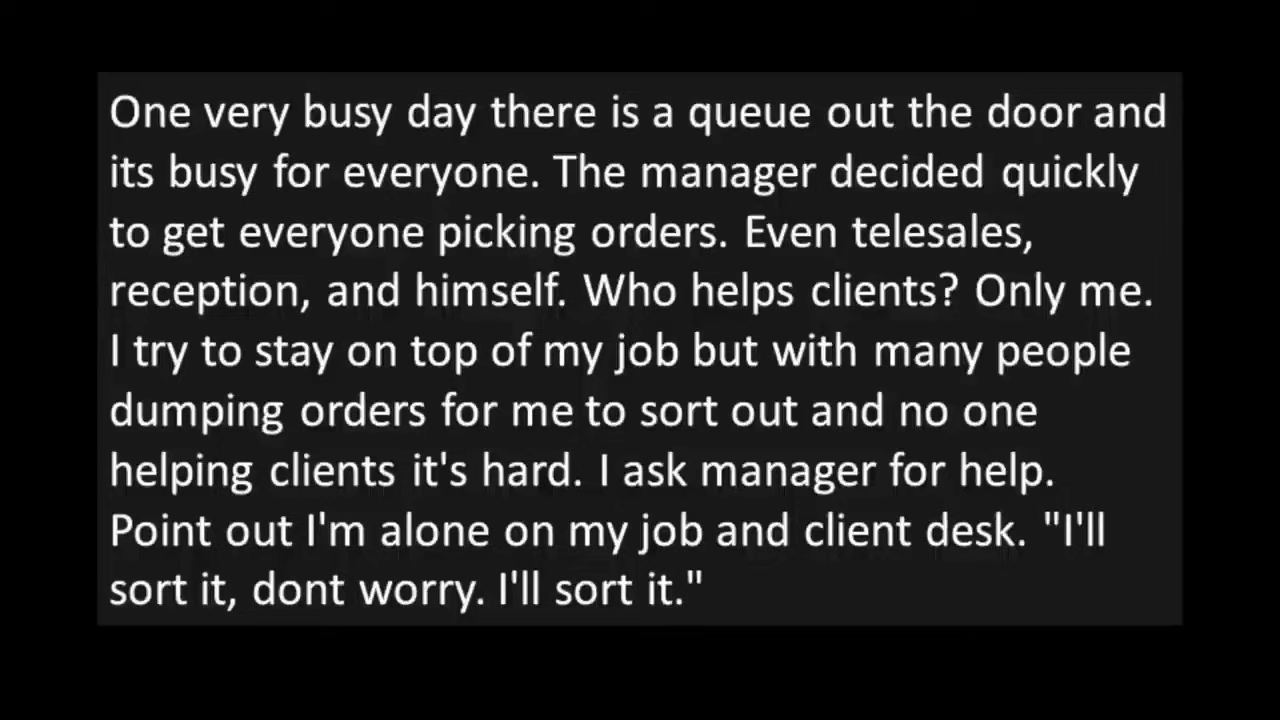 One very busy day there is a queue out the door and
its busy for everyone. The manager decided quickly
to get everyone picking orders. Even telesales,
reception, and himself. Who helps clients? Only me.
I try to stay on top of my job but with many people
dumping orders for me to sort out and no one
helping clients it's hard. I ask manager for help.
Point out I'm alone on my job and client desk. "I'll
sort it, dont worry. I'll sort it."